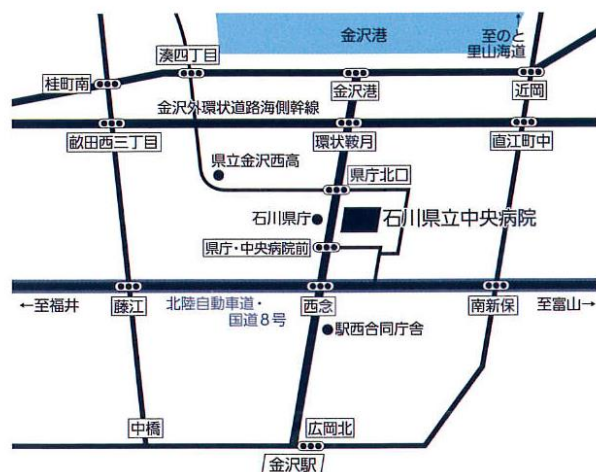 金沢港
至のと
里山海道
湊四丁目
桂町南
金沢港
近岡
金沢外環状道路海側幹線
畝田西三丁目
環状鞍月
直江町中
県立金沢西高
県庁北口
石川県庁
石川県立中央病院
県庁・中央病院前
←至福井
藤江
北陸自動車道・
国道8号
西念
南新保
至富山→
駅西合同庁舎
中橋
広岡北
金沢駅